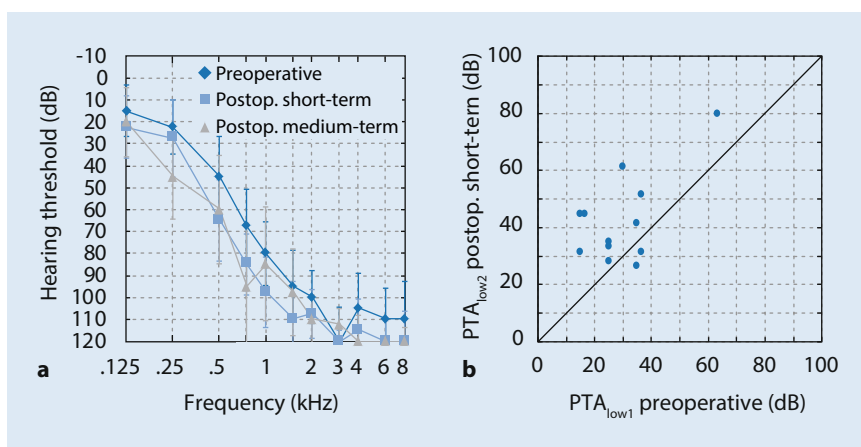 -10
0
10
20
30
40
50
60
70
80
90
100
110
120
Hearing threshold (dB)
Preoperative
Postop. short-term
Postop. medium-term
.125 .25 .5 1 2 3 4 6 8
a
Frequency (kHz)
100
80
60
40
20
0
PTAlow2 postop. short-tern (dB)
0 20 40 60 80 100
b
PTAlow1 preoperative (dB)